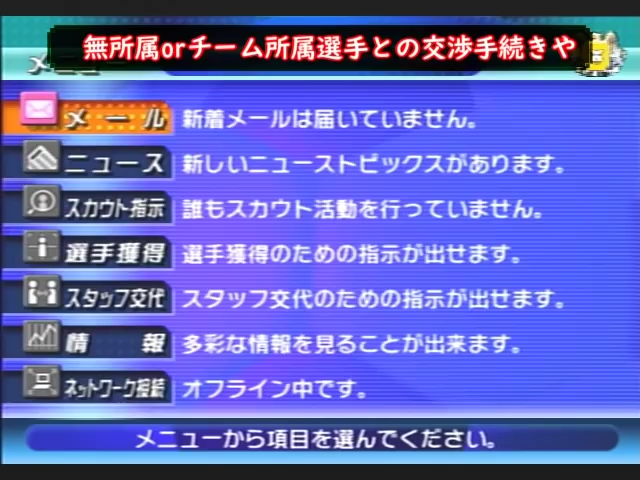 無所属orチーム所属選手との交渉手続きや
メール 新着メールは届いていません。
ニュース 新しいニューストピックスがあります。
スカウト指示 誰もスカウト活動を行っていません。
選手獲得 選手獲得のための指示が出せます。
スタッフ交代 スタッフ交代のための指示が出せます。
情報 多彩な情報を見ることが出来ます。
ネットワーク接続 オフライン中です。
メニューから項目を選んでください。